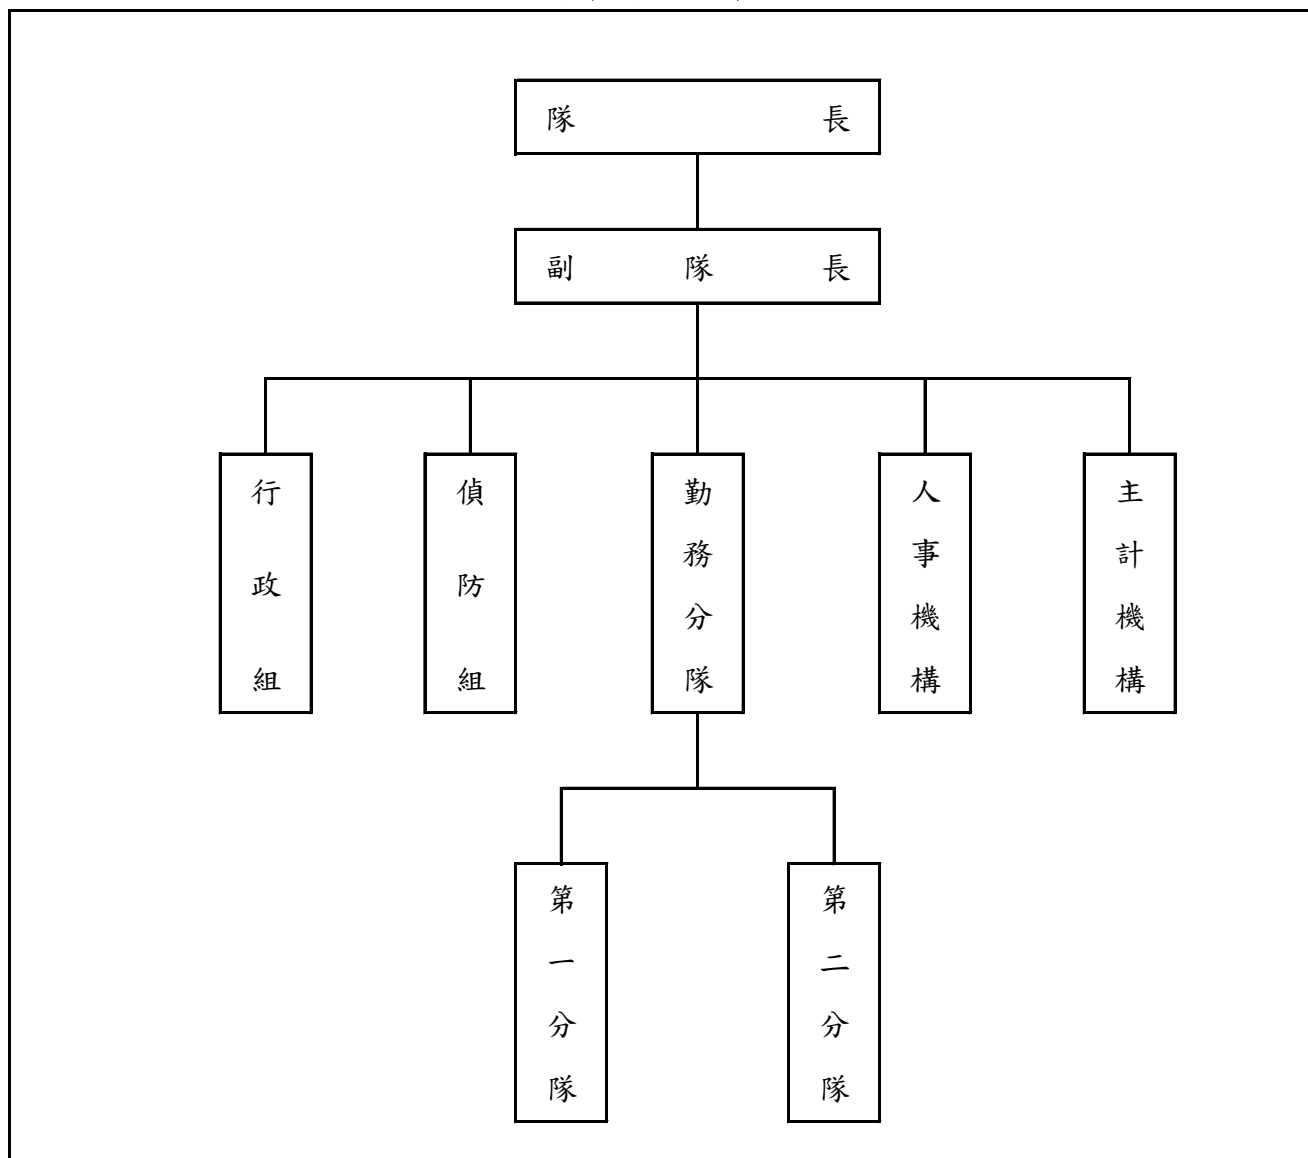 隊長
副隊長
行政組
偵防組
勤務分隊
人事機構
主計機構
第一分隊
第二分隊